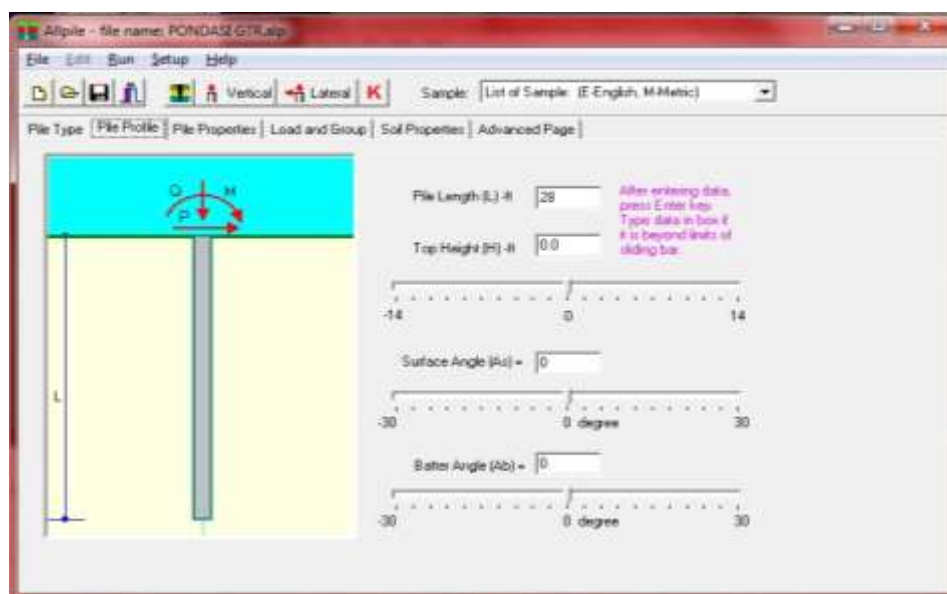 Allpile - file name: PONDASI GTR.alp
File Edit Run Setup Help
Vertical Lateral K Sample: List of Sample: (E-English, M-Metric)
Pile Type Pile Profile Pile Properties Load and Group Soil Properties Advanced Page
Q M
P
L
Pile Length (L) -ft 28
After entering data,
press Enter key.
Type data in box if
it is beyond limits of
sliding bar.
Top Height (H) -ft 0.0
-14 0 14
Surface Angle (As) = 0
-30 0 degree 30
Batter Angle (Ab) = 0
-30 0 degree 30